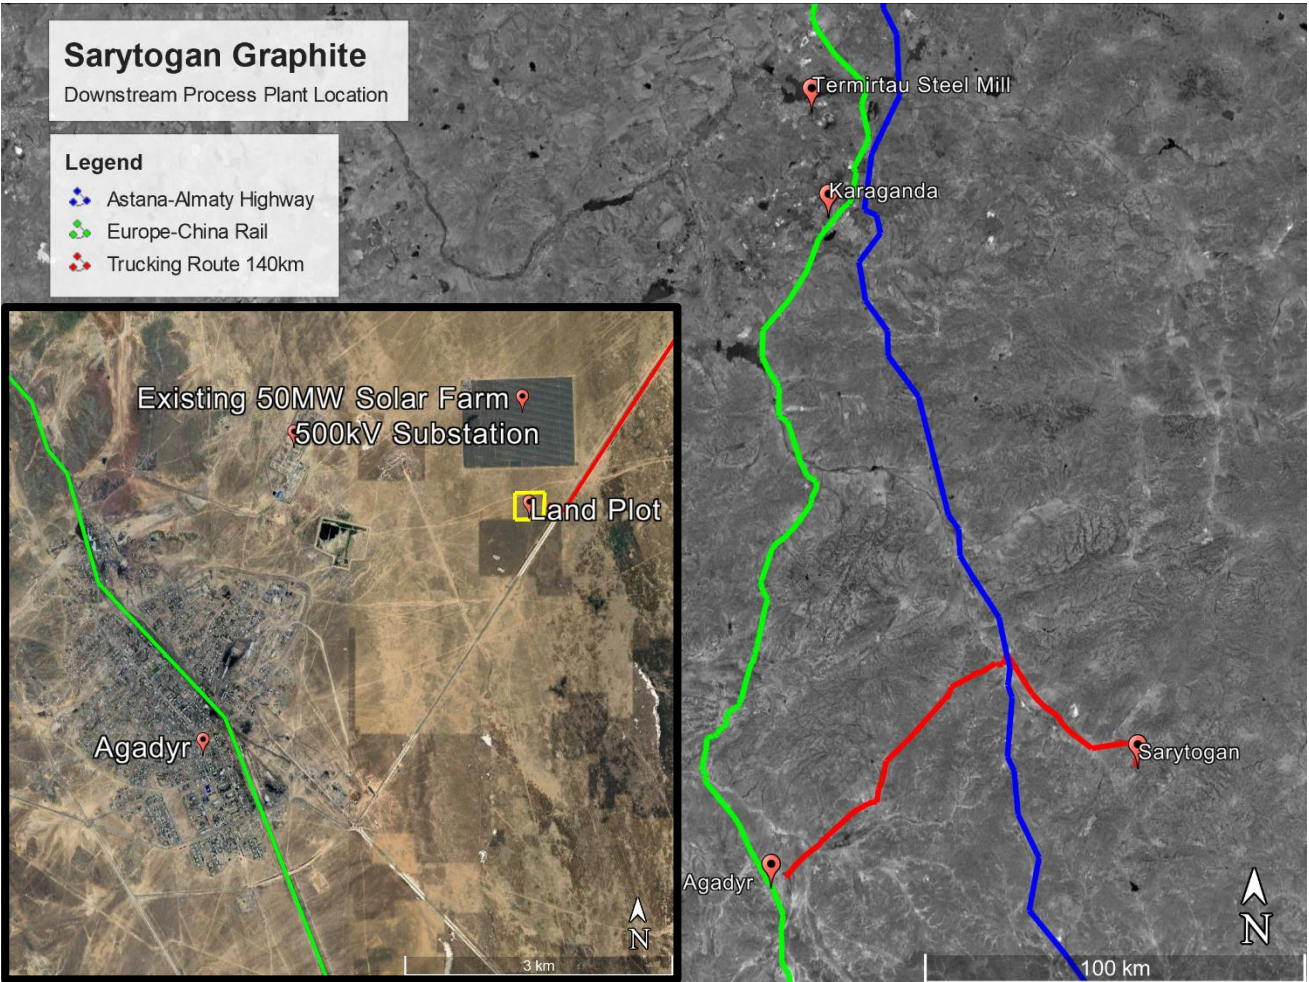 Sarytogan Graphite
Downstream Process Plant Location
Legend
Astana-Almaty Highway
Europe-China Rail
Trucking Route 140km
Termirtau Steel Mill
Karaganda
Existing 50MW Solar Farm
500kV Substation
Land Plot
Agadyr
N
3 km
Sarytogan
Agadyr
N
100 km